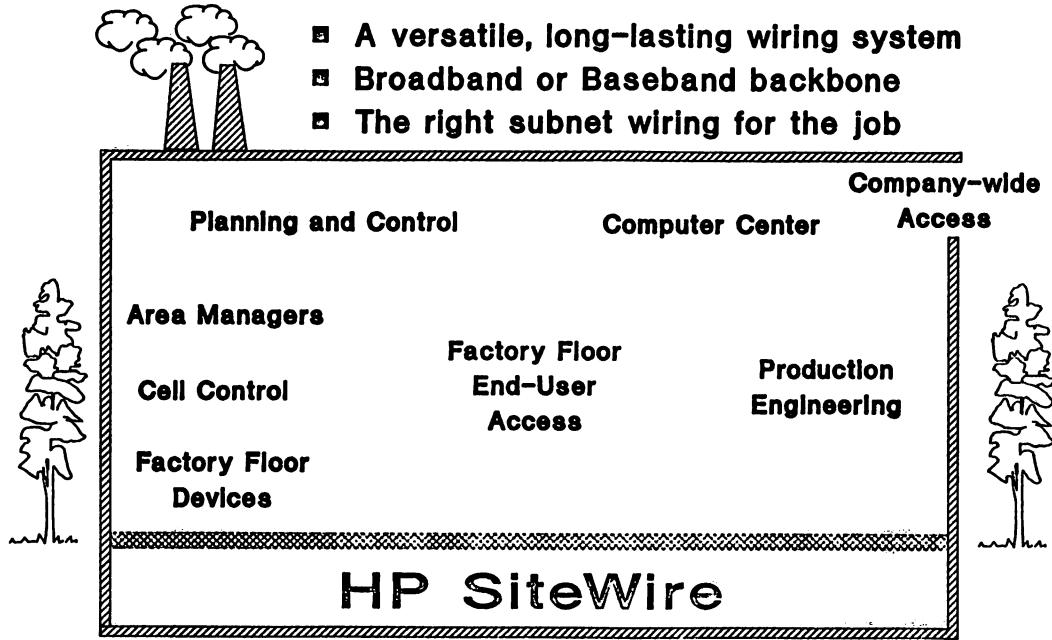 A versatile, long-lasting wiring system
Broadband or Baseband backbone
The right subnet wiring for the job
Company-wide
Access
Planning and Control
Computer Center
Area Managers
Factory Floor
End-User
Access
Production
Engineering
Cell Control
Factory Floor
Devices
HP SiteWire